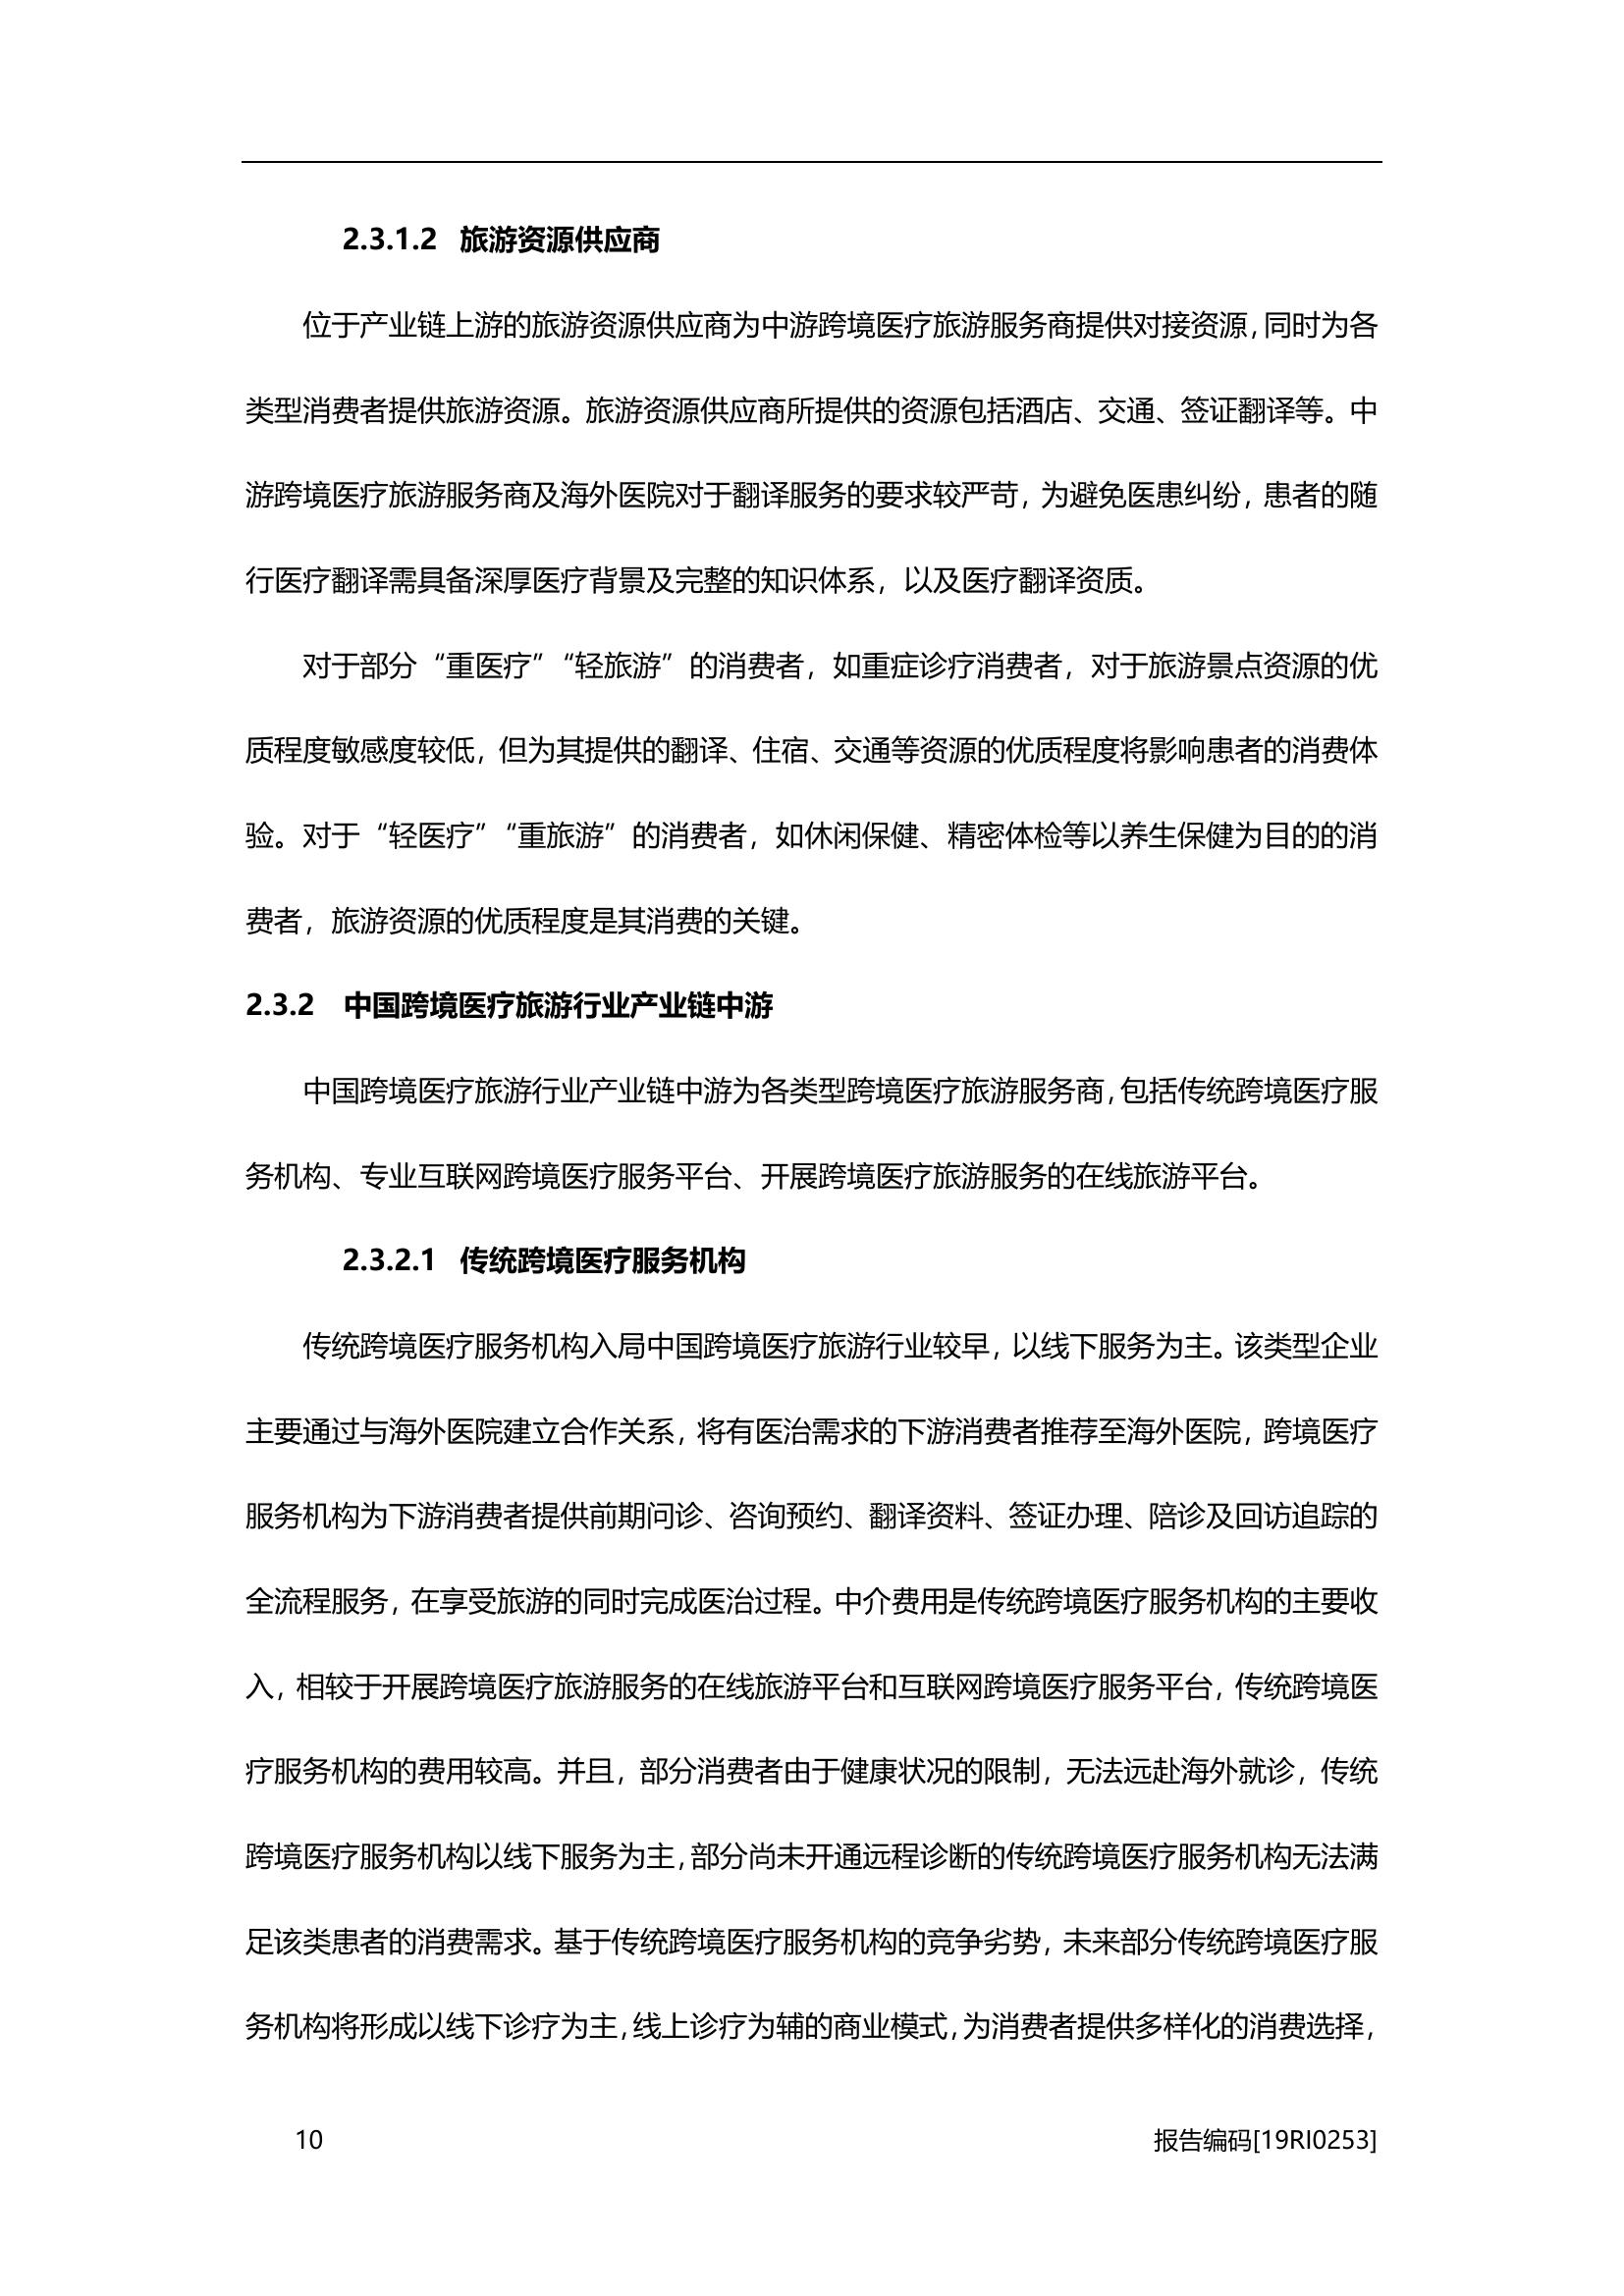 2.3.1.2 旅游资源供应商
位于产业链上游的旅游资源供应商为中游跨境医疗旅游服务商提供对接资源，同时为各
类型消费者提供旅游资源。旅游资源供应商所提供的资源包括酒店、交通、签证翻译等。中
游跨境医疗旅游服务商及海外医院对于翻译服务的要求较严苛，为避免医患纠纷，患者的随
行医疗翻译需具备深厚医疗背景及完整的知识体系，以及医疗翻译资质。
对于部分“重医疗”“轻旅游”的消费者，如重症诊疗消费者，对于旅游景点资源的优
质程度敏感度较低，但为其提供的翻译、住宿、交通等资源的优质程度将影响患者的消费体
验。对于“轻医疗”“重旅游”的消费者，如休闲保健、精密体检等以养生保健为目的的消
费者，旅游资源的优质程度是其消费的关键。
2.3.2 中国跨境医疗旅游行业产业链中游
中国跨境医疗旅游行业产业链中游为各类型跨境医疗旅游服务商，包括传统跨境医疗服
务机构、专业互联网跨境医疗服务平台、开展跨境医疗旅游服务的在线旅游平台。
2.3.2.1 传统跨境医疗服务机构
传统跨境医疗服务机构入局中国跨境医疗旅游行业较早，以线下服务为主。该类型企业
主要通过与海外医院建立合作关系，将有医治需求的下游消费者推荐至海外医院，跨境医疗
服务机构为下游消费者提供前期问诊、咨询预约、翻译资料、签证办理、陪诊及回访追踪的
全流程服务，在享受旅游的同时完成医治过程。中介费用是传统跨境医疗服务机构的主要收
入，相较于开展跨境医疗旅游服务的在线旅游平台和互联网跨境医疗服务平台，传统跨境医
疗服务机构的费用较高。并且，部分消费者由于健康状况的限制，无法远赴海外就诊，传统
跨境医疗服务机构以线下服务为主，部分尚未开通远程诊断的传统跨境医疗服务机构无法满
足该类患者的消费需求。基于传统跨境医疗服务机构的竞争劣势，未来部分传统跨境医疗服
务机构将形成以线下诊疗为主，线上诊疗为辅的商业模式，为消费者提供多样化的消费选择，
10 报告编码[19RI0253]